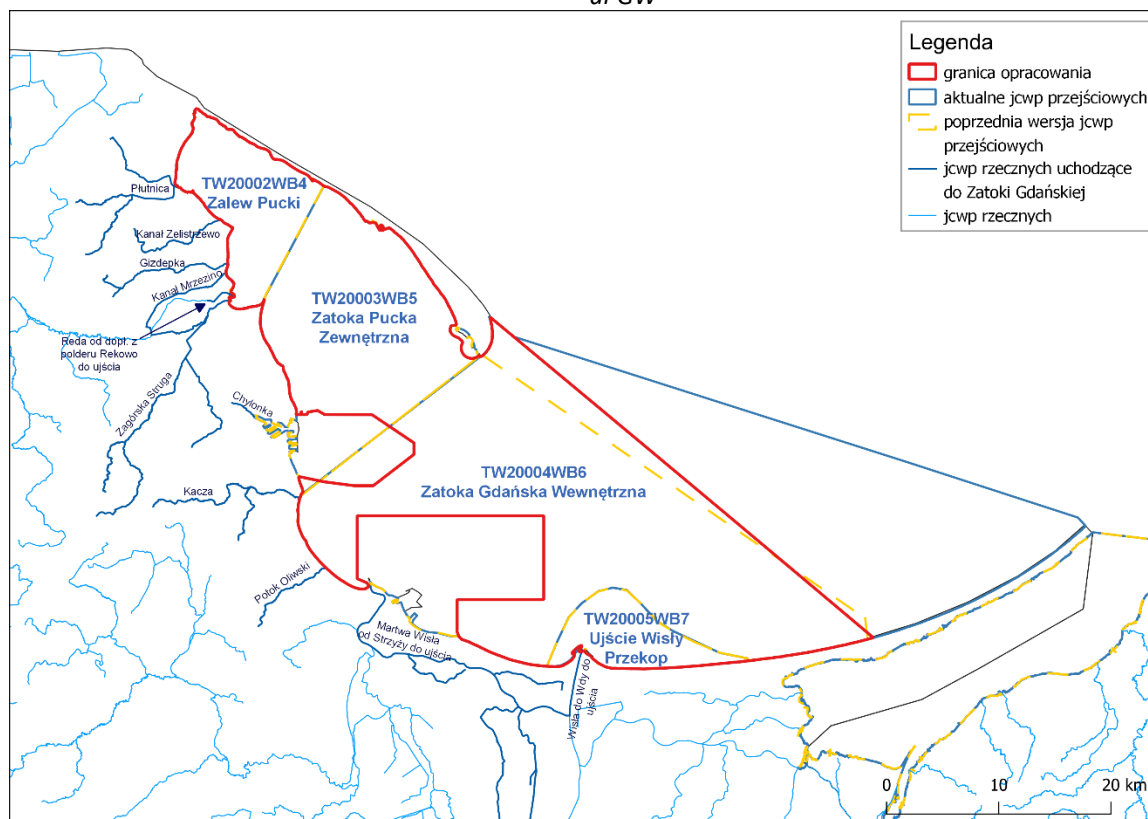 ar GW
Legenda
granica opracowania
aktualne jcwp przejściowych
poprzednia wersja jcwp
przejściowych
jcwp rzecznych uchodzące
do Zatoki Gdańskiej
jcwp rzecznych
TW20002WB4
Zalew Pucki
Płutnica
Kanał Żelistrzewo
Gizdepka
Kanał Mrzezino
TW20003WB5
Zatoka Pucka
Zewnętrzna
Reda od dopł. z
polderu Rekowo
do ujścia
Zagórska Struga
Chylonka
TW20004WB6
Zatoka Gdańska Wewnętrzna
Kacza
Potok Oliwski
Martwa Wisła
od Strzyży do ujścia
TW20005WB7
Ujście Wisły
Przekop
Wisła do Wdy do
ujścia
0 10 20 km